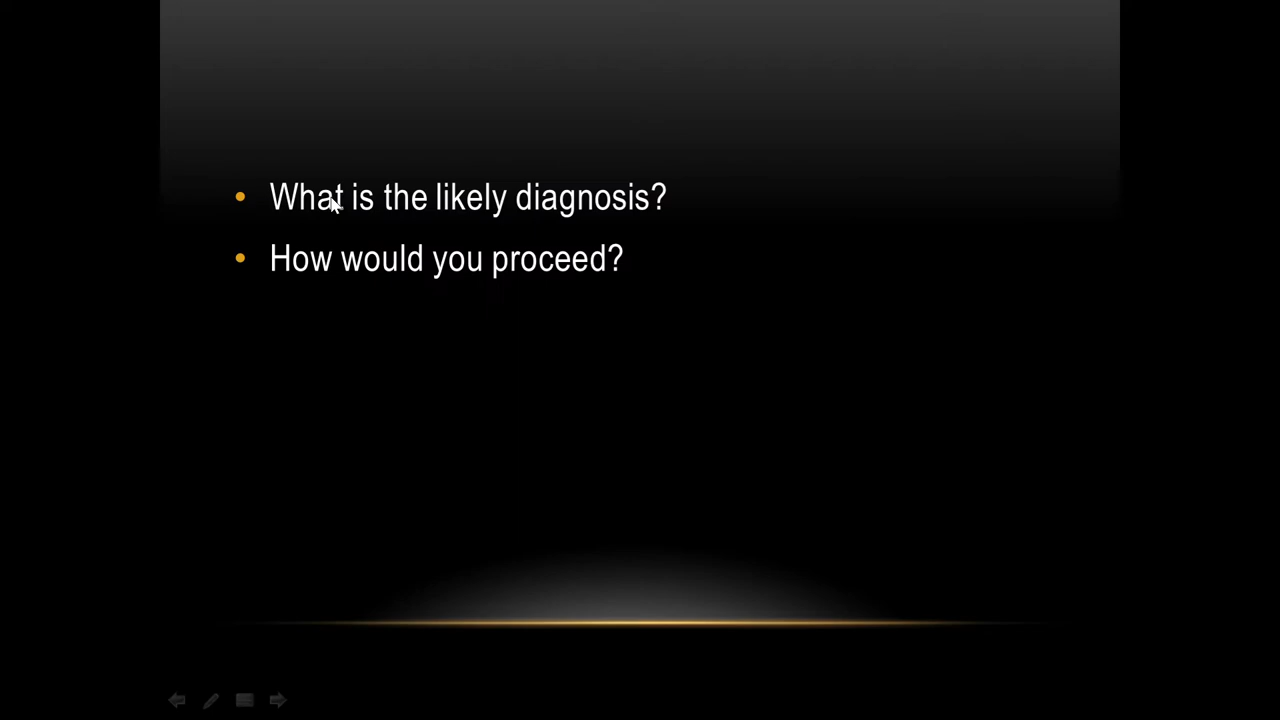 • What is the likely diagnosis?
• How would you proceed?